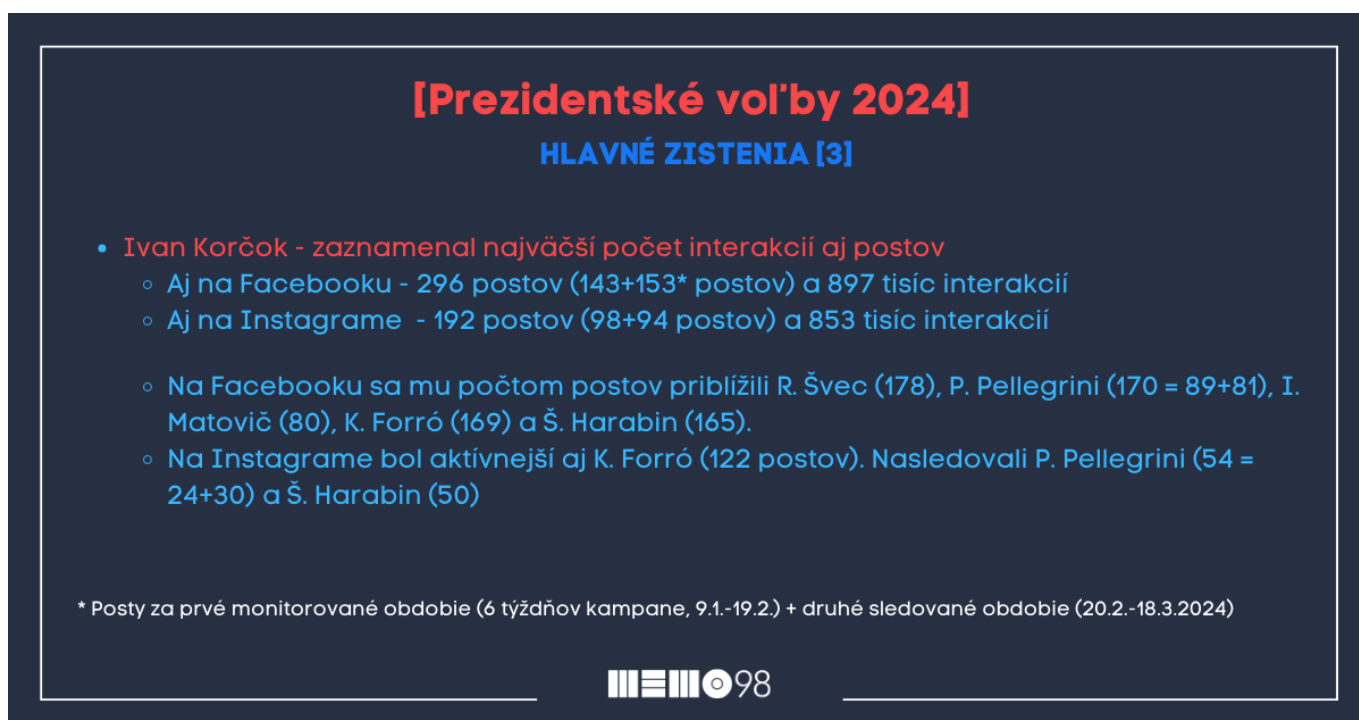 [Prezidentské voľby 2024]
HLAVNÉ ZISTENIA [3]
• Ivan Korčok - zaznamenal najväčší počet interakcií aj postov
◦ Aj na Facebooku - 296 postov (143+153* postov) a 897 tisíc interakcií
◦ Aj na Instagrame - 192 postov (98+94 postov) a 853 tisíc interakcií
◦ Na Facebooku sa mu počtom postov priblížili R. Švec (178), P. Pellegrini (170 = 89+81), I.
Matovič (80), K. Forró (169) a Š. Harabin (165).
◦ Na Instagrame bol aktívnejší aj K. Forró (122 postov). Nasledovali P. Pellegrini (54 =
24+30) a Š. Harabin (50)
* Posty za prvé monitorované obdobie (6 týždňov kampane, 9.1.-19.2.) + druhé sledované obdobie (20.2.-18.3.2024)
MEMO98